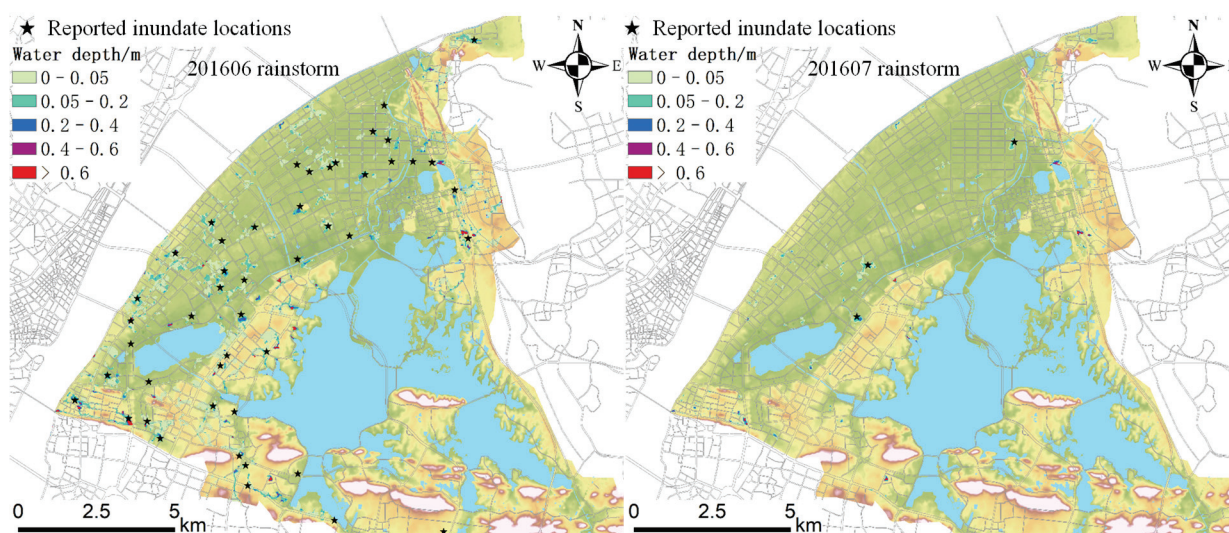 Reported inundate locations
Water depth/m
201606 rainstorm
0 - 0.05
0.05 - 0.2
0.2 - 0.4
0.4 - 0.6
> 0.6
N
W E
S
0 2.5 5
km
Reported inundate locations
Water depth/m
201607 rainstorm
0 - 0.05
0.05 - 0.2
0.2 - 0.4
0.4 - 0.6
> 0.6
N
W
S
0 2.5 5
km